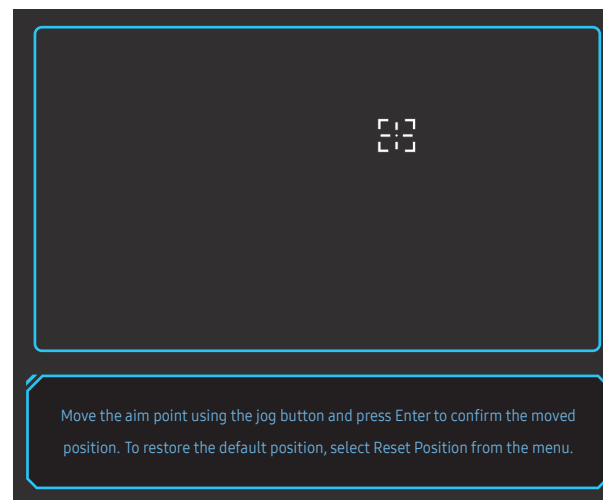 Move the aim point using the jog button and press Enter to confirm the moved
position. To restore the default position, select Reset Position from the menu.